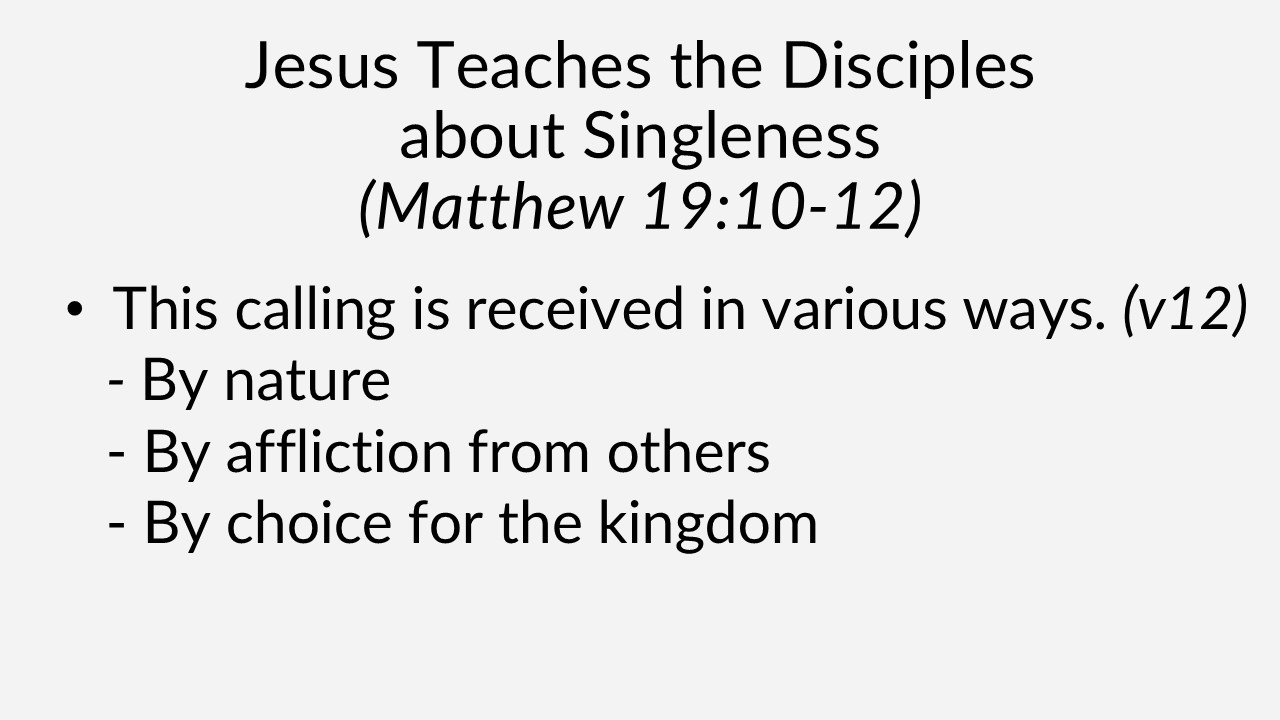 Jesus Teaches the Disciples
about Singleness
(Matthew 19:10-12)
• This calling is received in various ways. (v12)
- By nature
- By affliction from others
- By choice for the kingdom